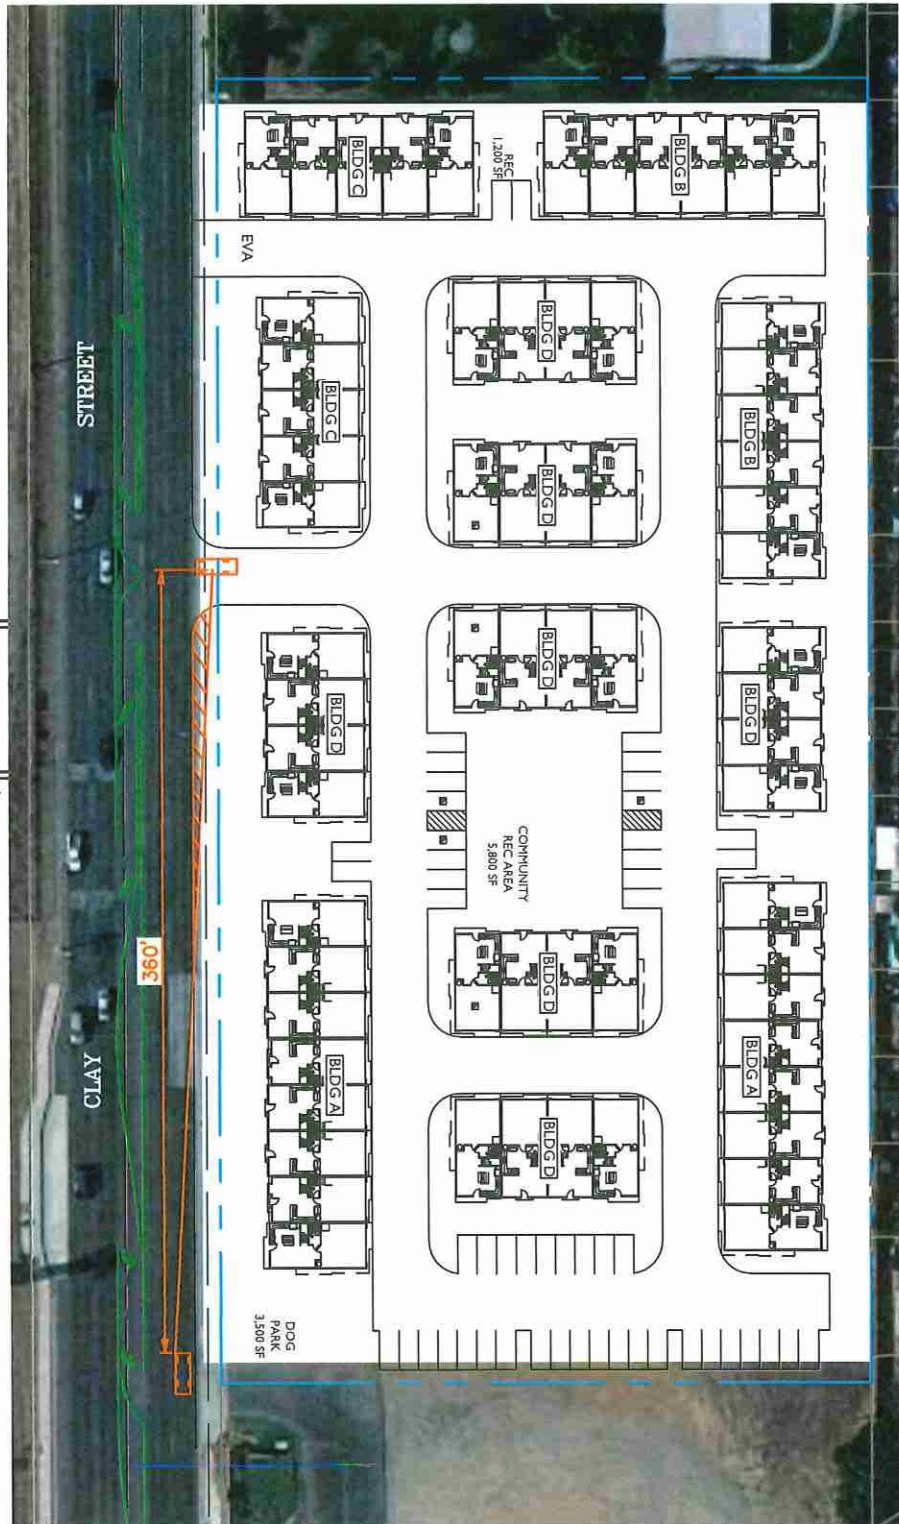 BLDG C
REC
1,200 SF
BLDG B
EVA
BLDG C
BLDG D
BLDG B
STREET
BLDG D
BLDG D
BLDG D
BLDG D
COMMUNITY
REC AREA
5,800 SF
360'
BLDG D
BLDG A
BLDG A
CLAY
BLDG D
DOG
PARK
3,500 SF